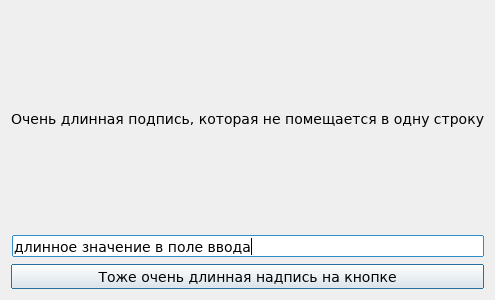 Очень длинная подпись, которая не помещается в одну строку
длинное значение в поле ввода
Тоже очень длинная надпись на кнопке